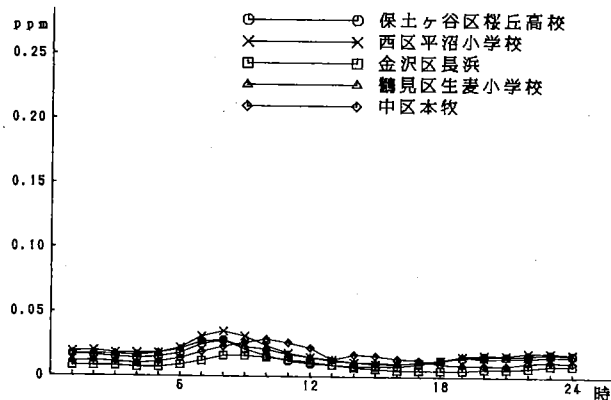 ppm
保土ヶ谷区桜丘高校
西区平沼小学校
金沢区長浜
鶴見区生麦小学校
中区本牧
0.25
0.20
0.15
0.10
0.05
0
6
12
18
24
時